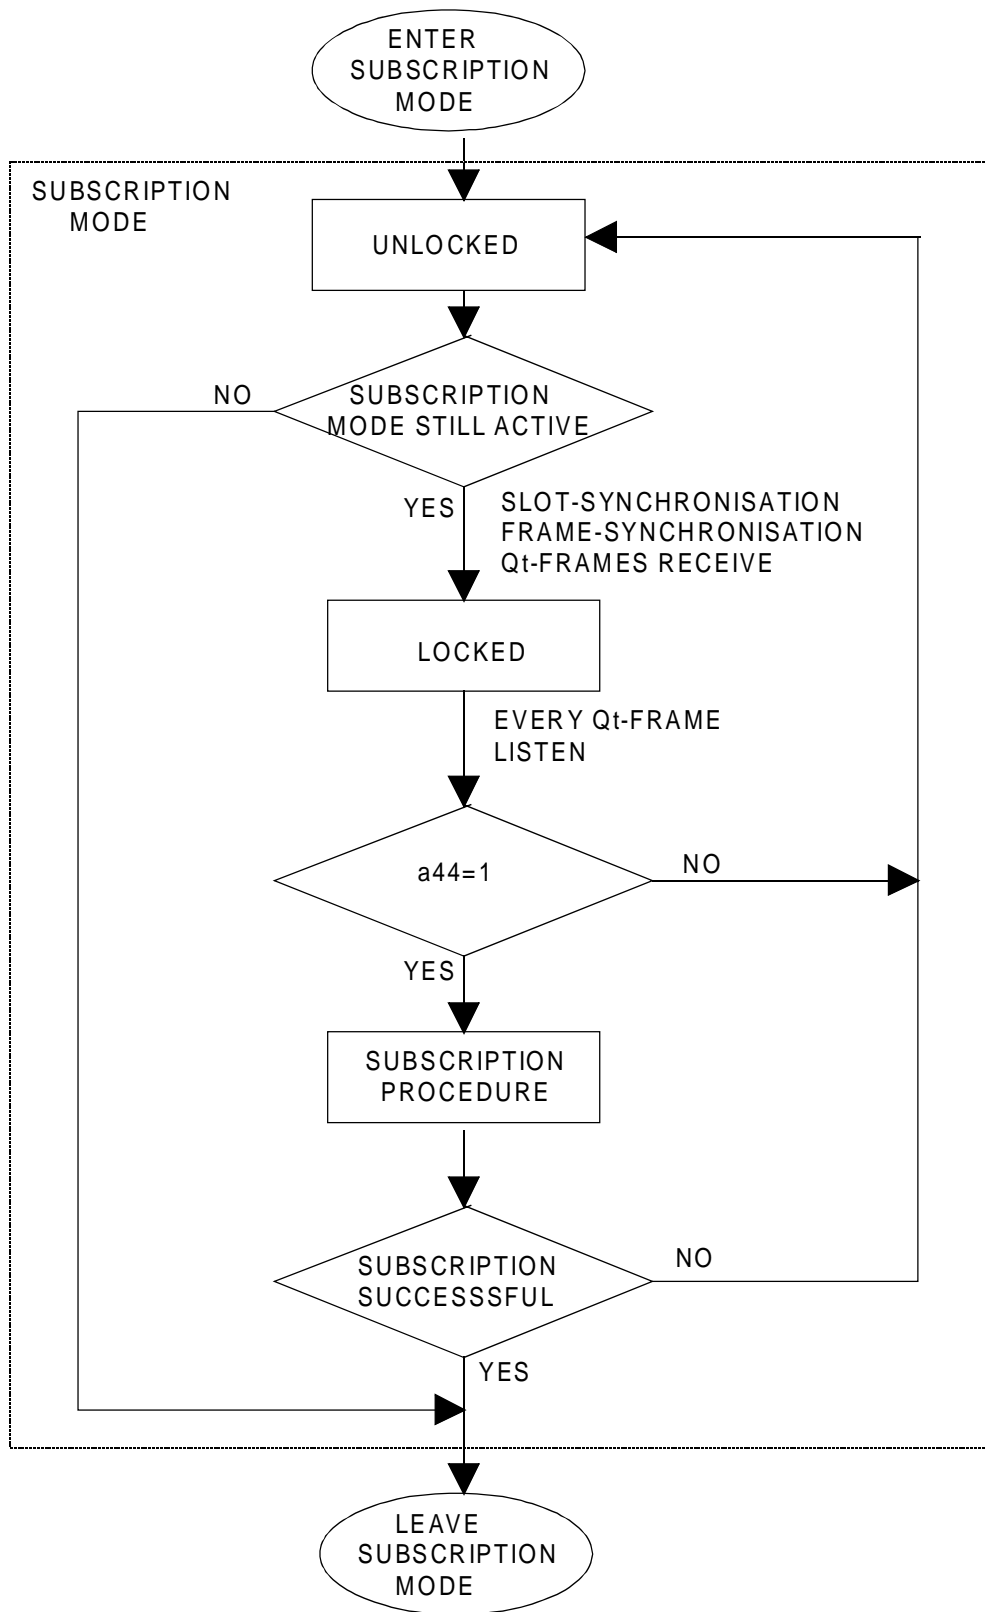 ENTER
SUBSCRIPTION
MODE
SUBSCRIPTION
MODE
UNLOCKED
NO
SUBSCRIPTION
MODE STILL ACTIVE
YES
SLOT-SYNCHRONISATION
FRAME-SYNCHRONISATION
Qt-FRAMES RECEIVE
LOCKED
EVERY Qt-FRAME
LISTEN
a44=1
NO
YES
SUBSCRIPTION
PROCEDURE
SUBSCRIPTION
SUCCESSSFUL
NO
YES
LEAVE
SUBSCRIPTION
MODE